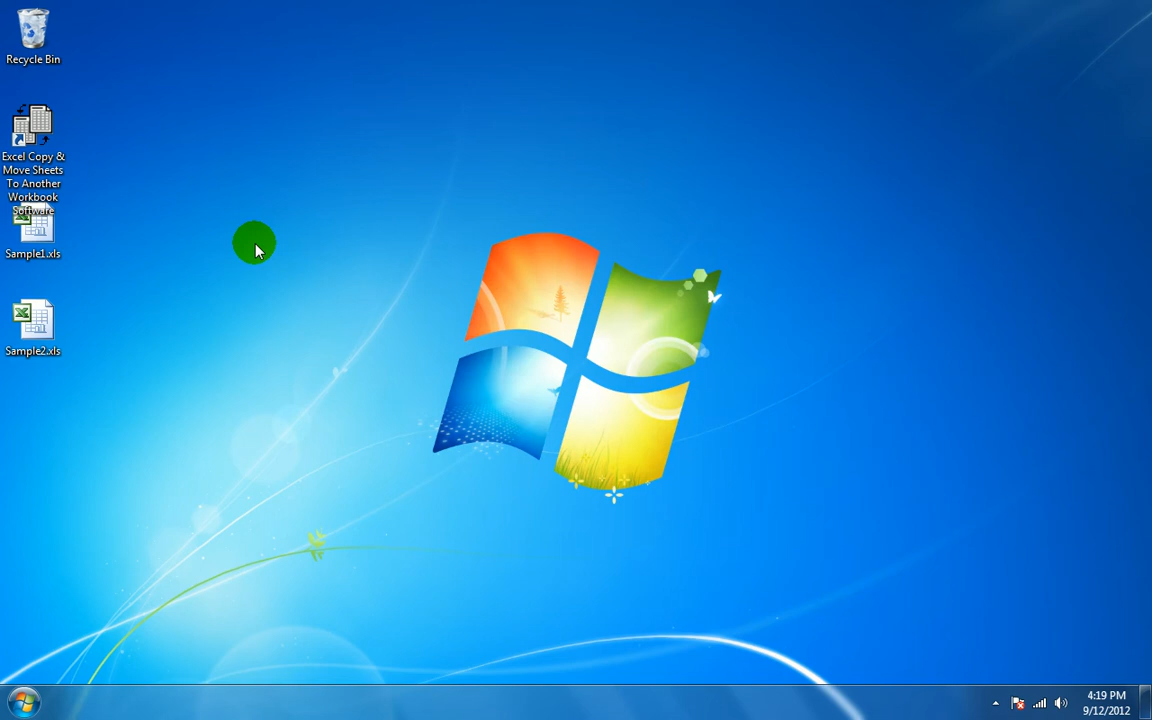 Recycle Bin
Excel Copy &
Move Sheets
To Another
Workbook
Software
Sample1.xls
Sample2.xls
4:19 PM
9/12/2012